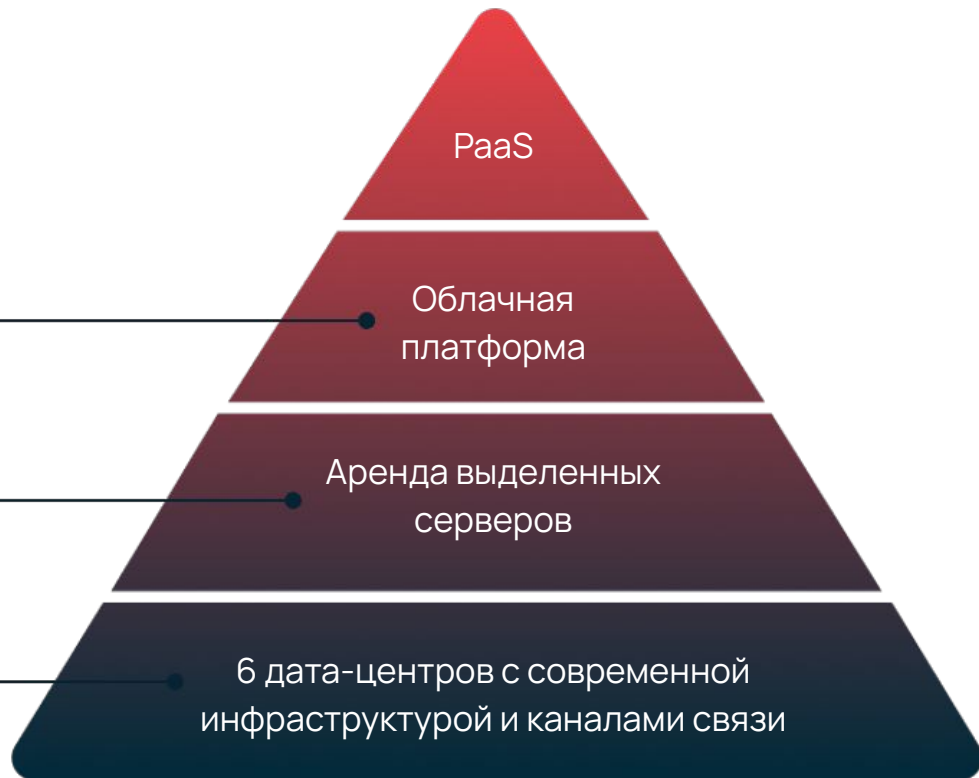 PaaS
Облачная
платформа
Аренда выделенных
серверов
6 дата-центров с современной
инфраструктурой и каналами связи